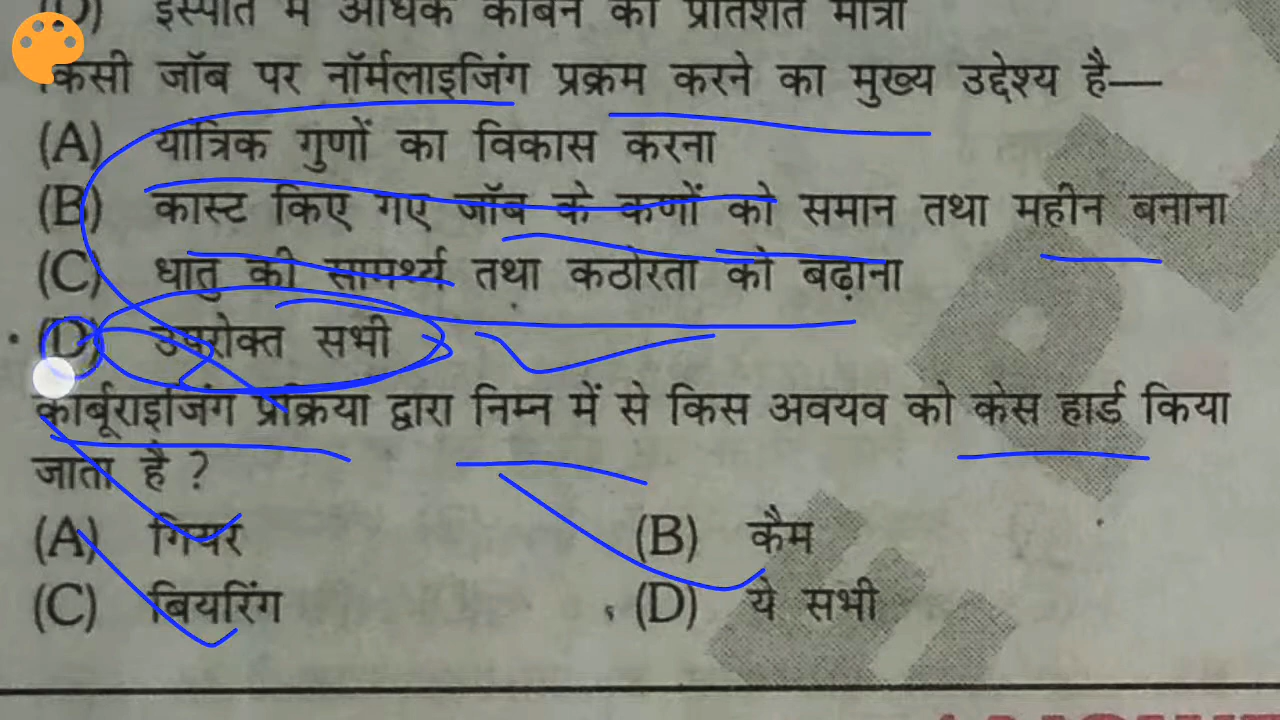 (D) इस्पात में अधिक कार्बन की प्रतिशत मात्रा
किसी जॉब पर नॉर्मलाइजिंग प्रक्रम करने का मुख्य उद्देश्य है—
(A) यांत्रिक गुणों का विकास करना
(B) कास्ट किए गए जॉब के कणों को समान तथा महीन बनाना
(C) धातु की सामर्थ्य तथा कठोरता को बढ़ाना
(D) उपरोक्त सभी
कार्बूराइजिंग प्रक्रिया द्वारा निम्न में से किस अवयव को केस हार्ड किया
जाता है ?
(A) गियर (B) कैम
(C) बियरिंग (D) ये सभी